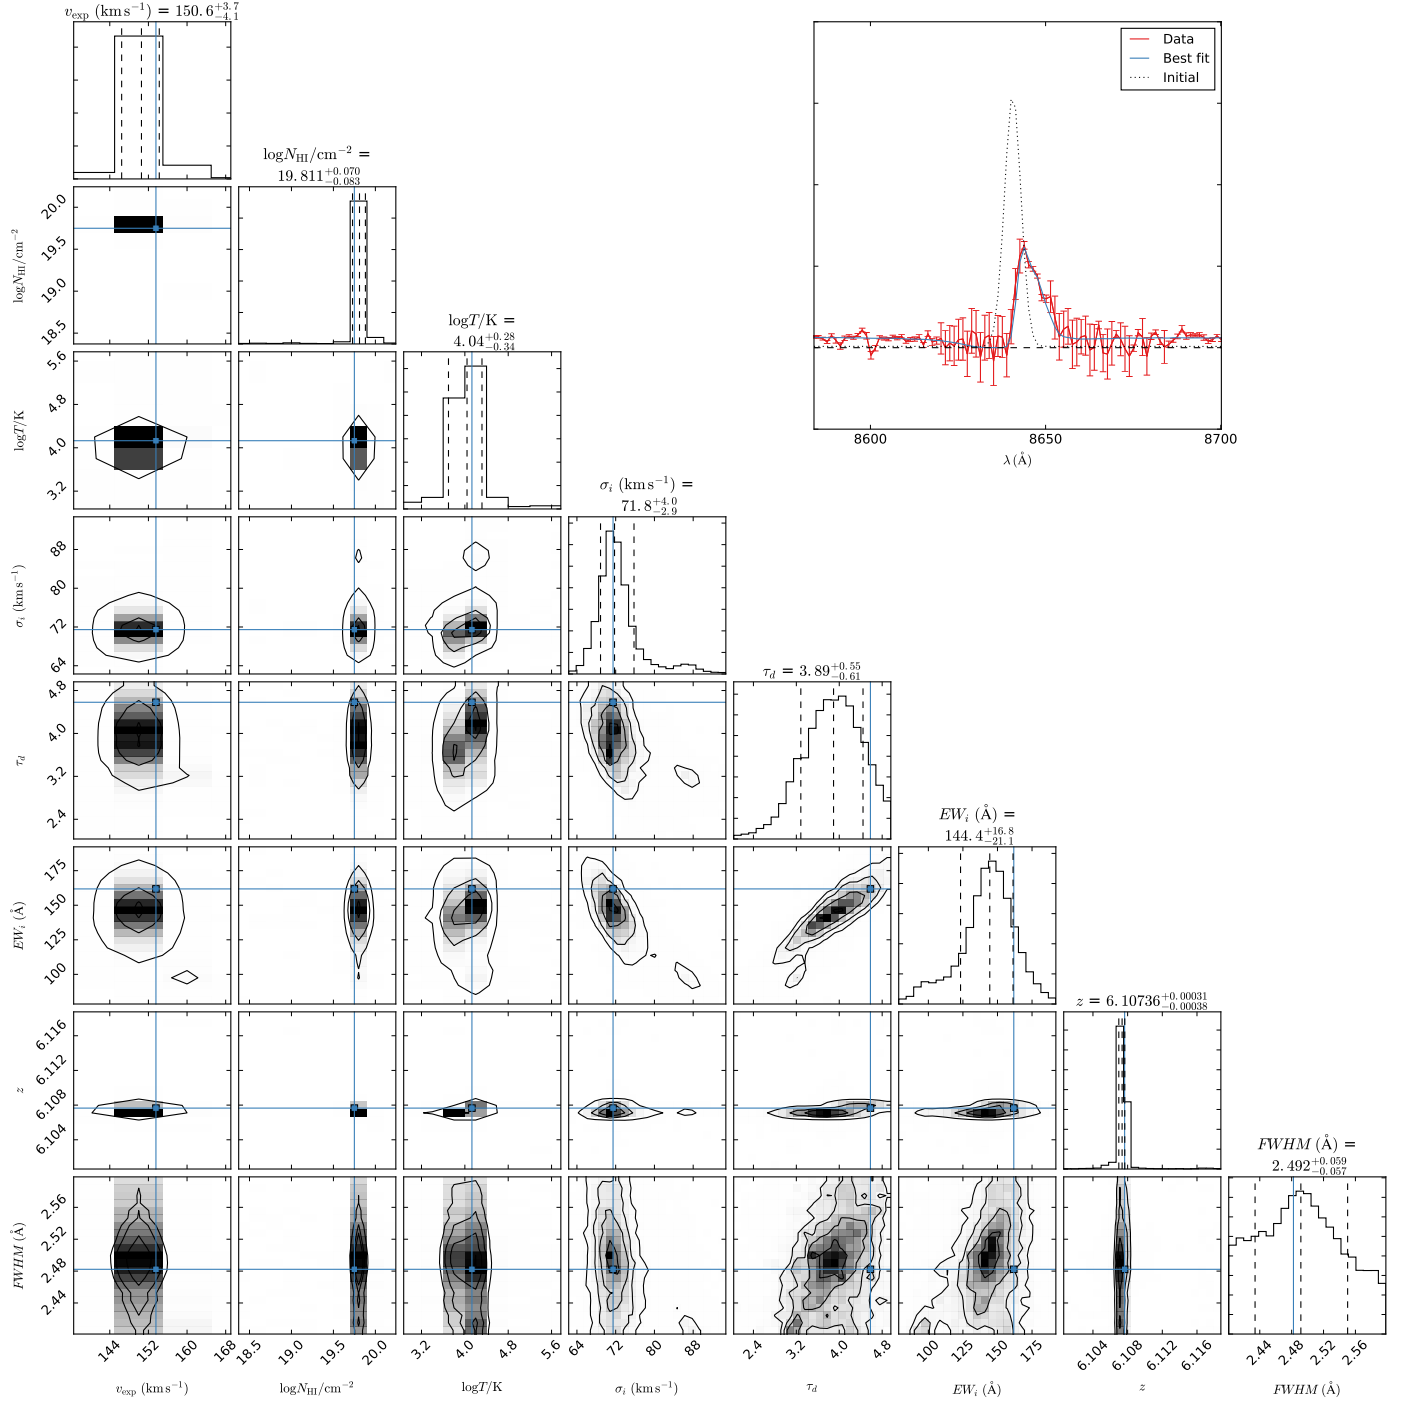 v_exp (km s⁻¹) = 150.6 +3.7 −4.1
Data
Best fit
Initial
logN_HI/cm⁻² =
19.811 +0.070 −0.083
20.0
19.5
19.0
18.5
logN_HI/cm⁻²
logT/K =
4.04 +0.28 −0.34
8600 8650 8700
λ (Å)
5.6
4.8
4.0
3.2
logT/K
σ_i (km s⁻¹) =
71.8 +4.0 −2.9
88
80
72
64
σ_i (km s⁻¹)
τ_d = 3.89 +0.55 −0.61
4.8
4.0
3.2
2.4
τ_d
EW_i (Å) =
144.4 +16.8 −21.1
175
150
125
100
EW_i (Å)
z = 6.10736 +0.00031 −0.00038
6.116
6.112
6.108
6.104
z
FWHM (Å) =
2.492 +0.059 −0.057
2.56
2.52
2.48
2.44
FWHM (Å)
144 152 160 168 18.5 19.0 19.5 20.0 3.2 4.0 4.8 5.6 64 72 80 88 2.4 3.2 4.0 4.8 100 125 150 175 6.104 6.108 6.112 6.116 2.44 2.48 2.52 2.56
v_exp (km s⁻¹) logN_HI/cm⁻² logT/K σ_i (km s⁻¹) τ_d EW_i (Å) z FWHM (Å)